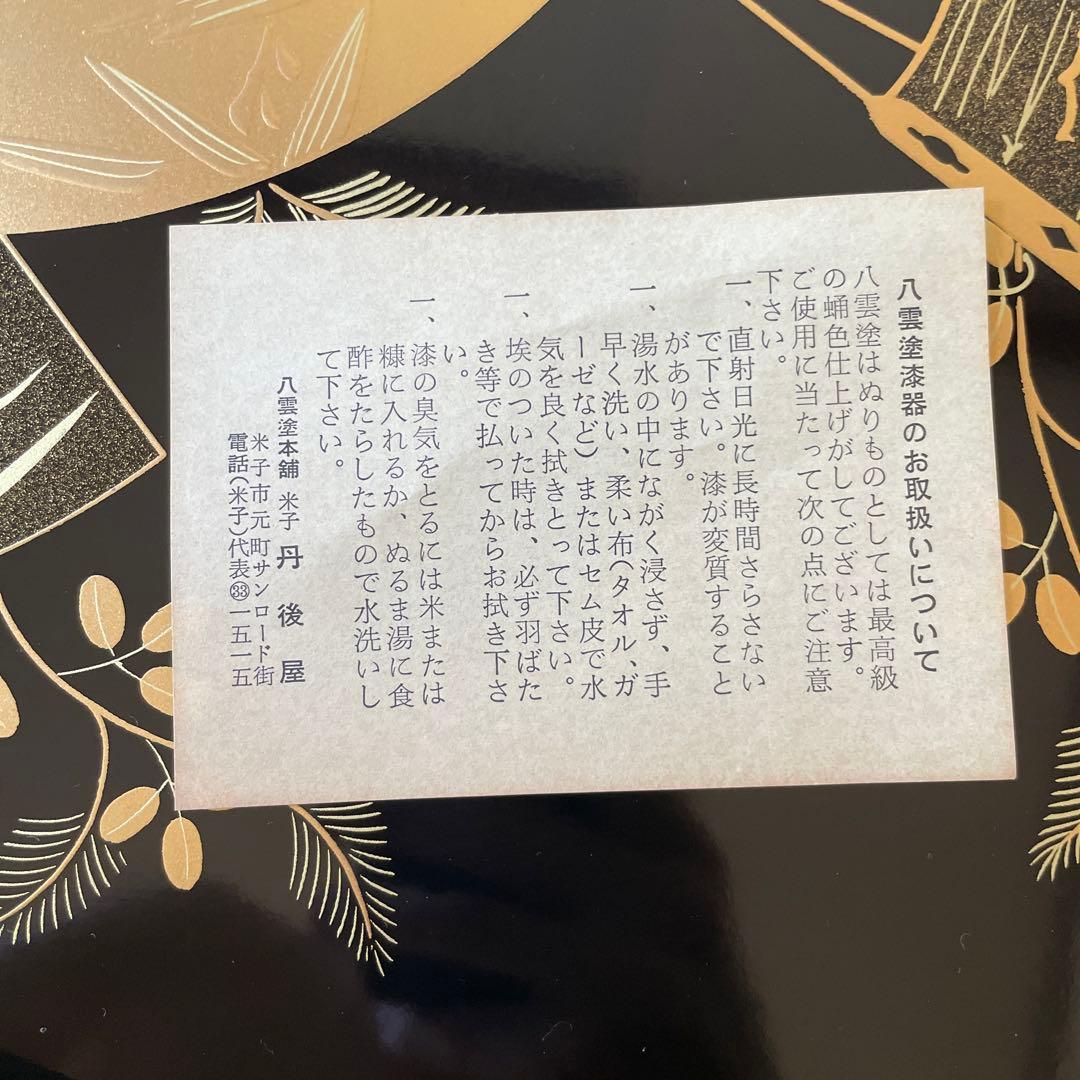 八雲塗漆器のお取扱いについて
八雲塗はぬりものとしては最高級
の蛹色仕上げがしてございます。
ご使用に当たって次の点にご注意
下さい。
一、直射日光に長時間さらさない
で下さい。漆が変質すること
があります。
一、湯水の中にながく浸さず、手
早く洗い、柔い布(タオル、ガ
ーゼなど)またはセム皮で水
気を良く拭きとって下さい。
一、埃のついた時は、必ず羽ばた
き等で払ってからお拭き下さ
い。
一、漆の臭気をとるには米または
糠に入れるか、ぬるま湯に食
酢をたらしたもので水洗いし
て下さい。
八雲塗本舗 米子 丹後屋
米子市元町サンロード街
電話(米子)代表㉝一五一五